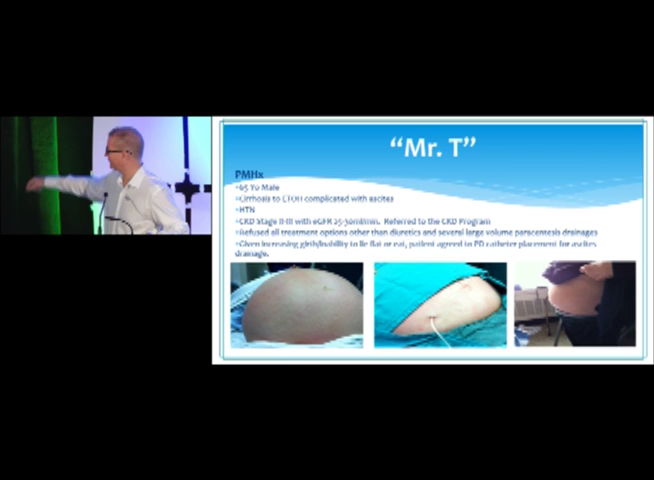 “Mr. T”
PMHx
65 Yo Male
Cirrhosis to ETOH complicated with ascites
HTN
CKD Stage II-III with eGFR 25-30ml/min. Referred to the CKD Program
Refused all treatment options other than diuretics and several large volume paracentesis drainages
Given increasing girth/inability to lie flat or eat, patient agreed to PD catheter placement for ascites
drainage.